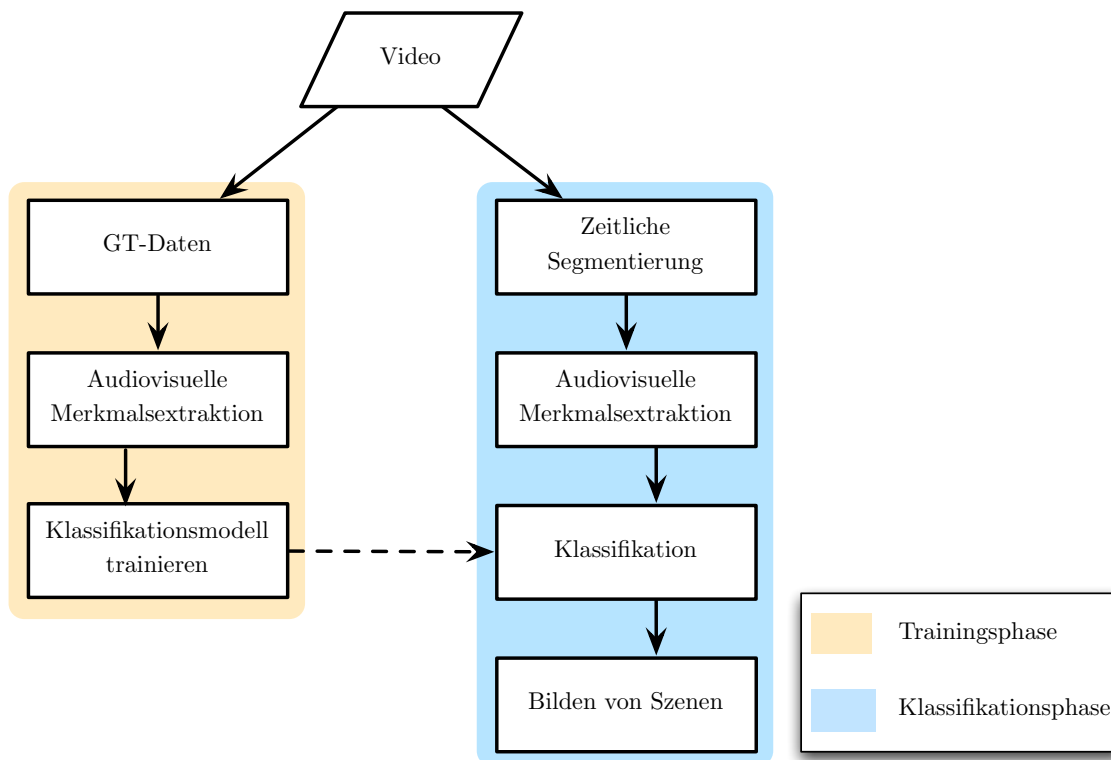 Video
GT-Daten
Audiovisuelle
Merkmalsextraktion
Klassifikationsmodell
trainieren
Zeitliche
Segmentierung
Audiovisuelle
Merkmalsextraktion
Klassifikation
Bilden von Szenen
Trainingsphase
Klassifikationsphase